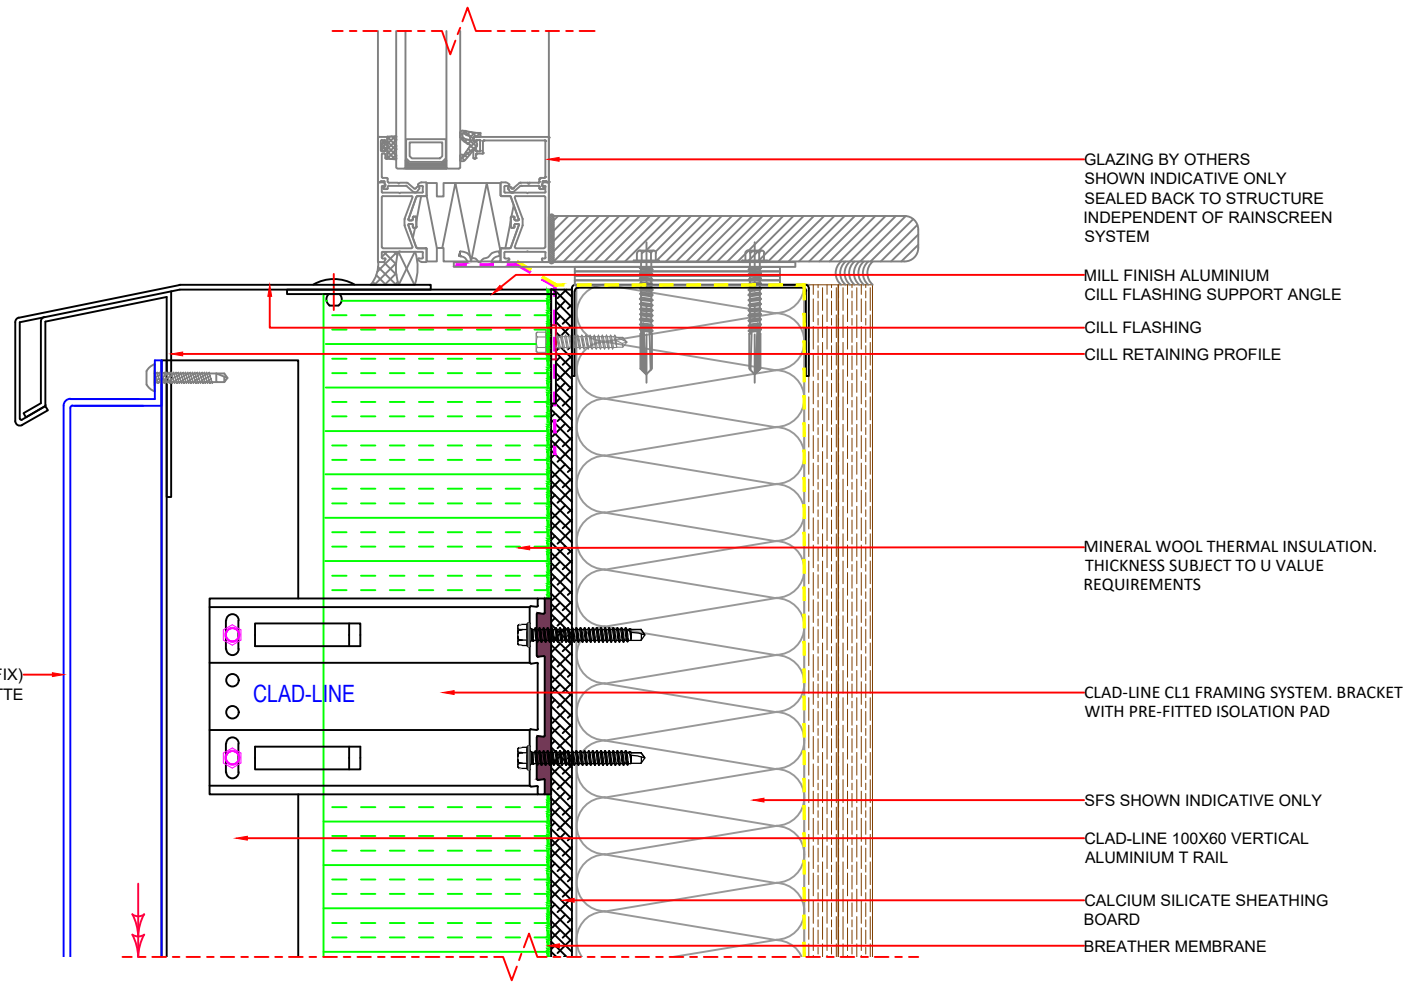 GLAZING BY OTHERS
SHOWN INDICATIVE ONLY
SEALED BACK TO STRUCTURE
INDEPENDENT OF RAINSCREEN
SYSTEM
MILL FINISH ALUMINIUM
CILL FLASHING SUPPORT ANGLE
CILL FLASHING
CILL RETAINING PROFILE
MINERAL WOOL THERMAL INSULATION.
THICKNESS SUBJECT TO U VALUE
REQUIREMENTS
FIX)
TTE
CLAD-LINE
CLAD-LINE CL1 FRAMING SYSTEM. BRACKET
WITH PRE-FITTED ISOLATION PAD
SFS SHOWN INDICATIVE ONLY
CLAD-LINE 100X60 VERTICAL
ALUMINIUM T RAIL
CALCIUM SILICATE SHEATHING
BOARD
BREATHER MEMBRANE